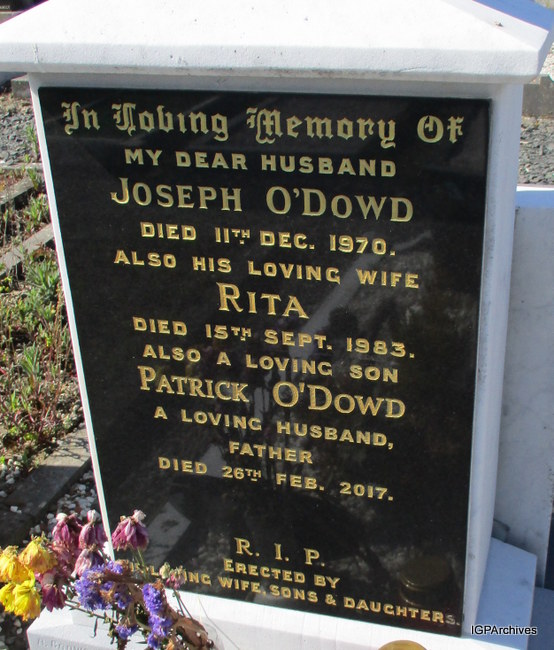 In Loving Memory Of
MY DEAR HUSBAND
JOSEPH O'DOWD
DIED 11TH DEC. 1970.
ALSO HIS LOVING WIFE
RITA
DIED 15TH SEPT. 1983.
ALSO A LOVING SON
PATRICK O'DOWD
A LOVING HUSBAND,
FATHER
DIED 26TH FEB. 2017.
R. I. P.
ERECTED BY
LOVING WIFE, SONS & DAUGHTERS.
IGPArchives